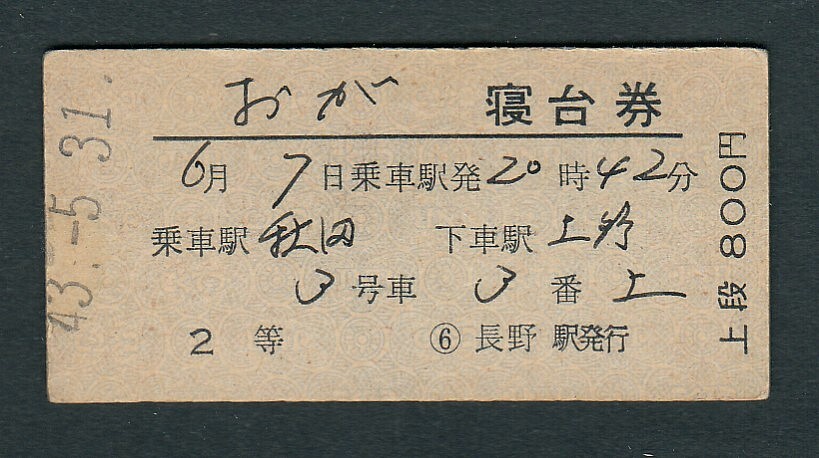 おが 寝台券
6月 7日乗車駅発20時42分
乗車駅 秋田 下車駅 上野
3号車 3番上
2等 ⑥ 長野 駅発行
上段 800円
43.-5.31.